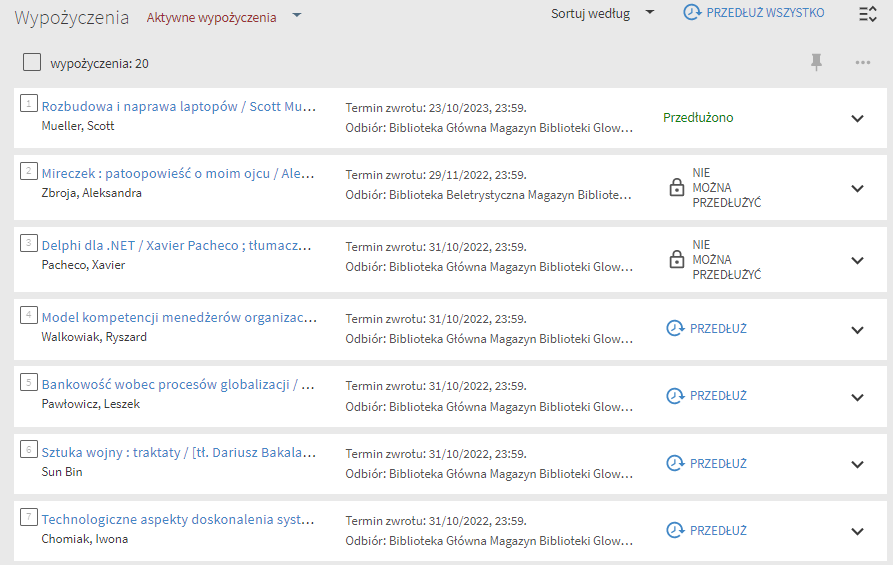 Wypożyczenia Aktywne wypożyczenia Sortuj według PRZEDŁUŻ WSZYSTKO
wypożyczenia: 20
1 Rozbudowa i naprawa laptopów / Scott Mu...
Mueller, Scott
Termin zwrotu: 23/10/2023, 23:59.
Odbiór: Biblioteka Główna Magazyn Biblioteki Glow...
Przedłużono
2 Mireczek : patoopowieść o moim ojcu / Ale...
Zbroja, Aleksandra
Termin zwrotu: 29/11/2022, 23:59.
Odbiór: Biblioteka Beletrystyczna Magazyn Bibliote...
NIE
MOŻNA
PRZEDŁUŻYĆ
3 Delphi dla .NET / Xavier Pacheco ; tłumacz...
Pacheco, Xavier
Termin zwrotu: 31/10/2022, 23:59.
Odbiór: Biblioteka Główna Magazyn Biblioteki Glow...
NIE
MOŻNA
PRZEDŁUŻYĆ
4 Model kompetencji menedżerów organizac...
Walkowiak, Ryszard
Termin zwrotu: 31/10/2022, 23:59.
Odbiór: Biblioteka Główna Magazyn Biblioteki Glow...
PRZEDŁUŻ
5 Bankowość wobec procesów globalizacji / ...
Pawłowicz, Leszek
Termin zwrotu: 31/10/2022, 23:59.
Odbiór: Biblioteka Główna Magazyn Biblioteki Glow...
PRZEDŁUŻ
6 Sztuka wojny : traktaty / [tł. Dariusz Bakala...
Sun Bin
Termin zwrotu: 31/10/2022, 23:59.
Odbiór: Biblioteka Główna Magazyn Biblioteki Glow...
PRZEDŁUŻ
7 Technologiczne aspekty doskonalenia syst...
Chomiak, Iwona
Termin zwrotu: 31/10/2022, 23:59.
Odbiór: Biblioteka Główna Magazyn Biblioteki Glow...
PRZEDŁUŻ